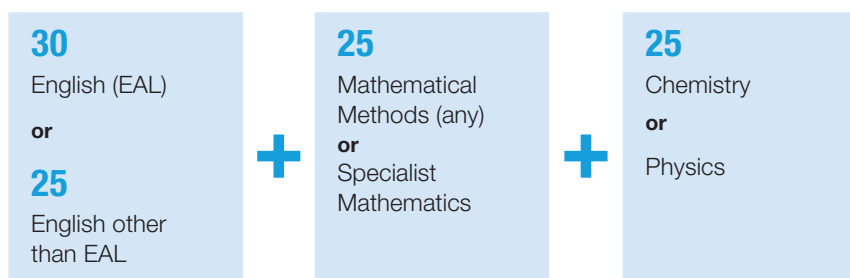 30
English (EAL)
or
25
English other
than EAL
+
25
Mathematical
Methods (any)
or
Specialist
Mathematics
+
25
Chemistry
or
Physics